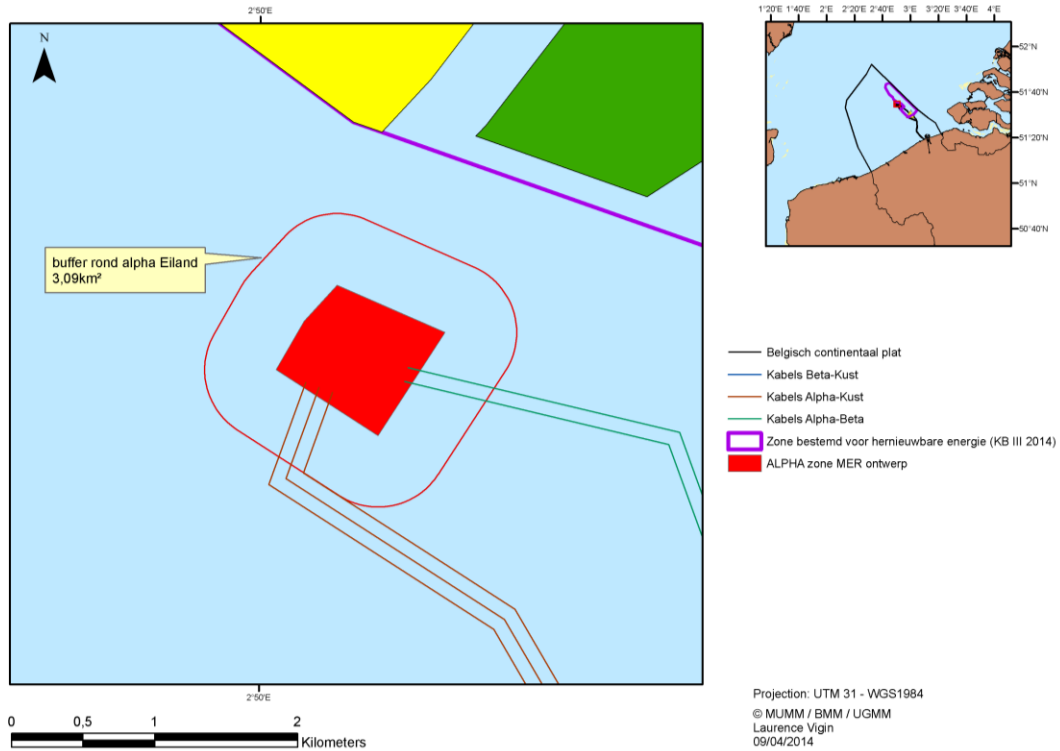 2°50'E
N
buffer rond alpha Eiland
3,09km²
2°50'E
0 0,5 1 2
Kilometers
1°20'E 1°40'E 2°E 2°20'E 2°40'E 3°E 3°20'E 3°40'E 4°E
52°N
51°40'N
51°20'N
51°N
50°40'N
Belgisch continentaal plat
Kabels Beta-Kust
Kabels Alpha-Kust
Kabels Alpha-Beta
Zone bestemd voor hernieuwbare energie (KB III 2014)
ALPHA zone MER ontwerp
Projection: UTM 31 - WGS1984
© MUMM / BMM / UGMM
Laurence Vigin
09/04/2014